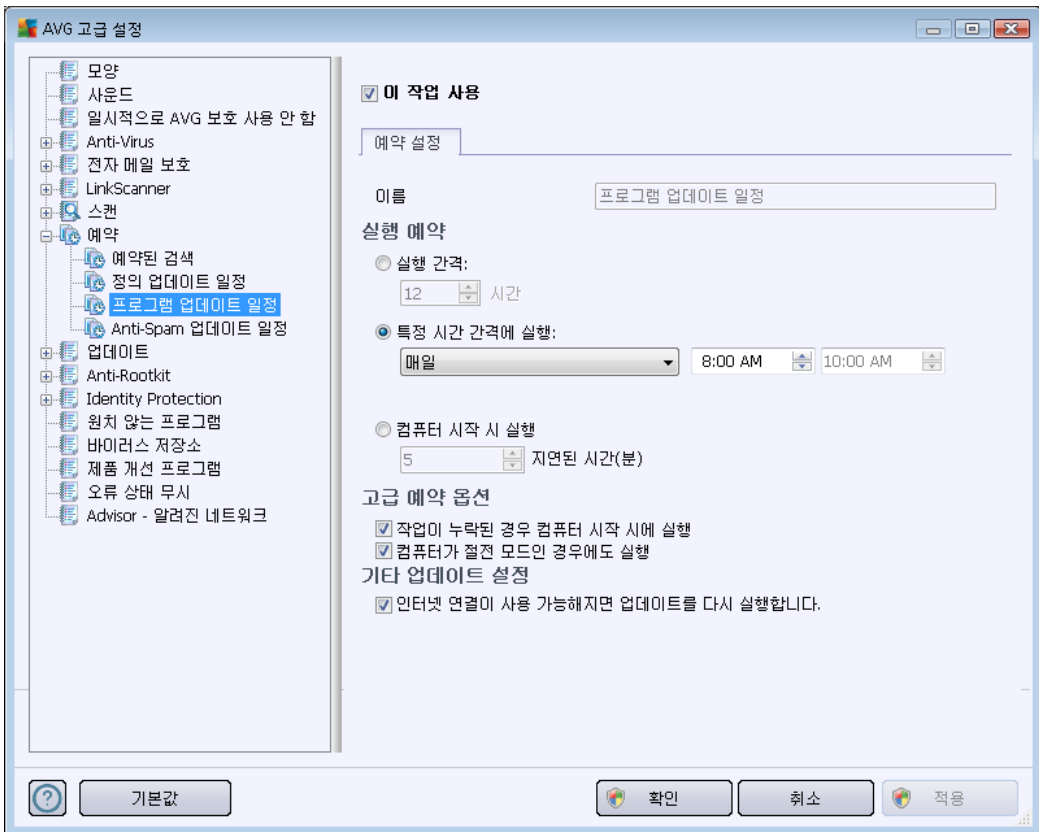 AVG 고급 설정
모양
사운드
일시적으로 AVG 보호 사용 안 함
Anti-Virus
전자 메일 보호
LinkScanner
스캔
예약
예약된 검색
정의 업데이트 일정
프로그램 업데이트 일정
Anti-Spam 업데이트 일정
업데이트
Anti-Rootkit
Identity Protection
원치 않는 프로그램
바이러스 저장소
제품 개선 프로그램
오류 상태 무시
Advisor - 알려진 네트워크
이 작업 사용
예약 설정
이름 프로그램 업데이트 일정
실행 예약
실행 간격:
12 시간
특정 시간 간격에 실행:
매일 8:00 AM 10:00 AM
컴퓨터 시작 시 실행
5 지연된 시간(분)
고급 예약 옵션
작업이 누락된 경우 컴퓨터 시작 시에 실행
컴퓨터가 절전 모드인 경우에도 실행
기타 업데이트 설정
인터넷 연결이 사용 가능해지면 업데이트를 다시 실행합니다.
? 기본값 확인 취소 적용